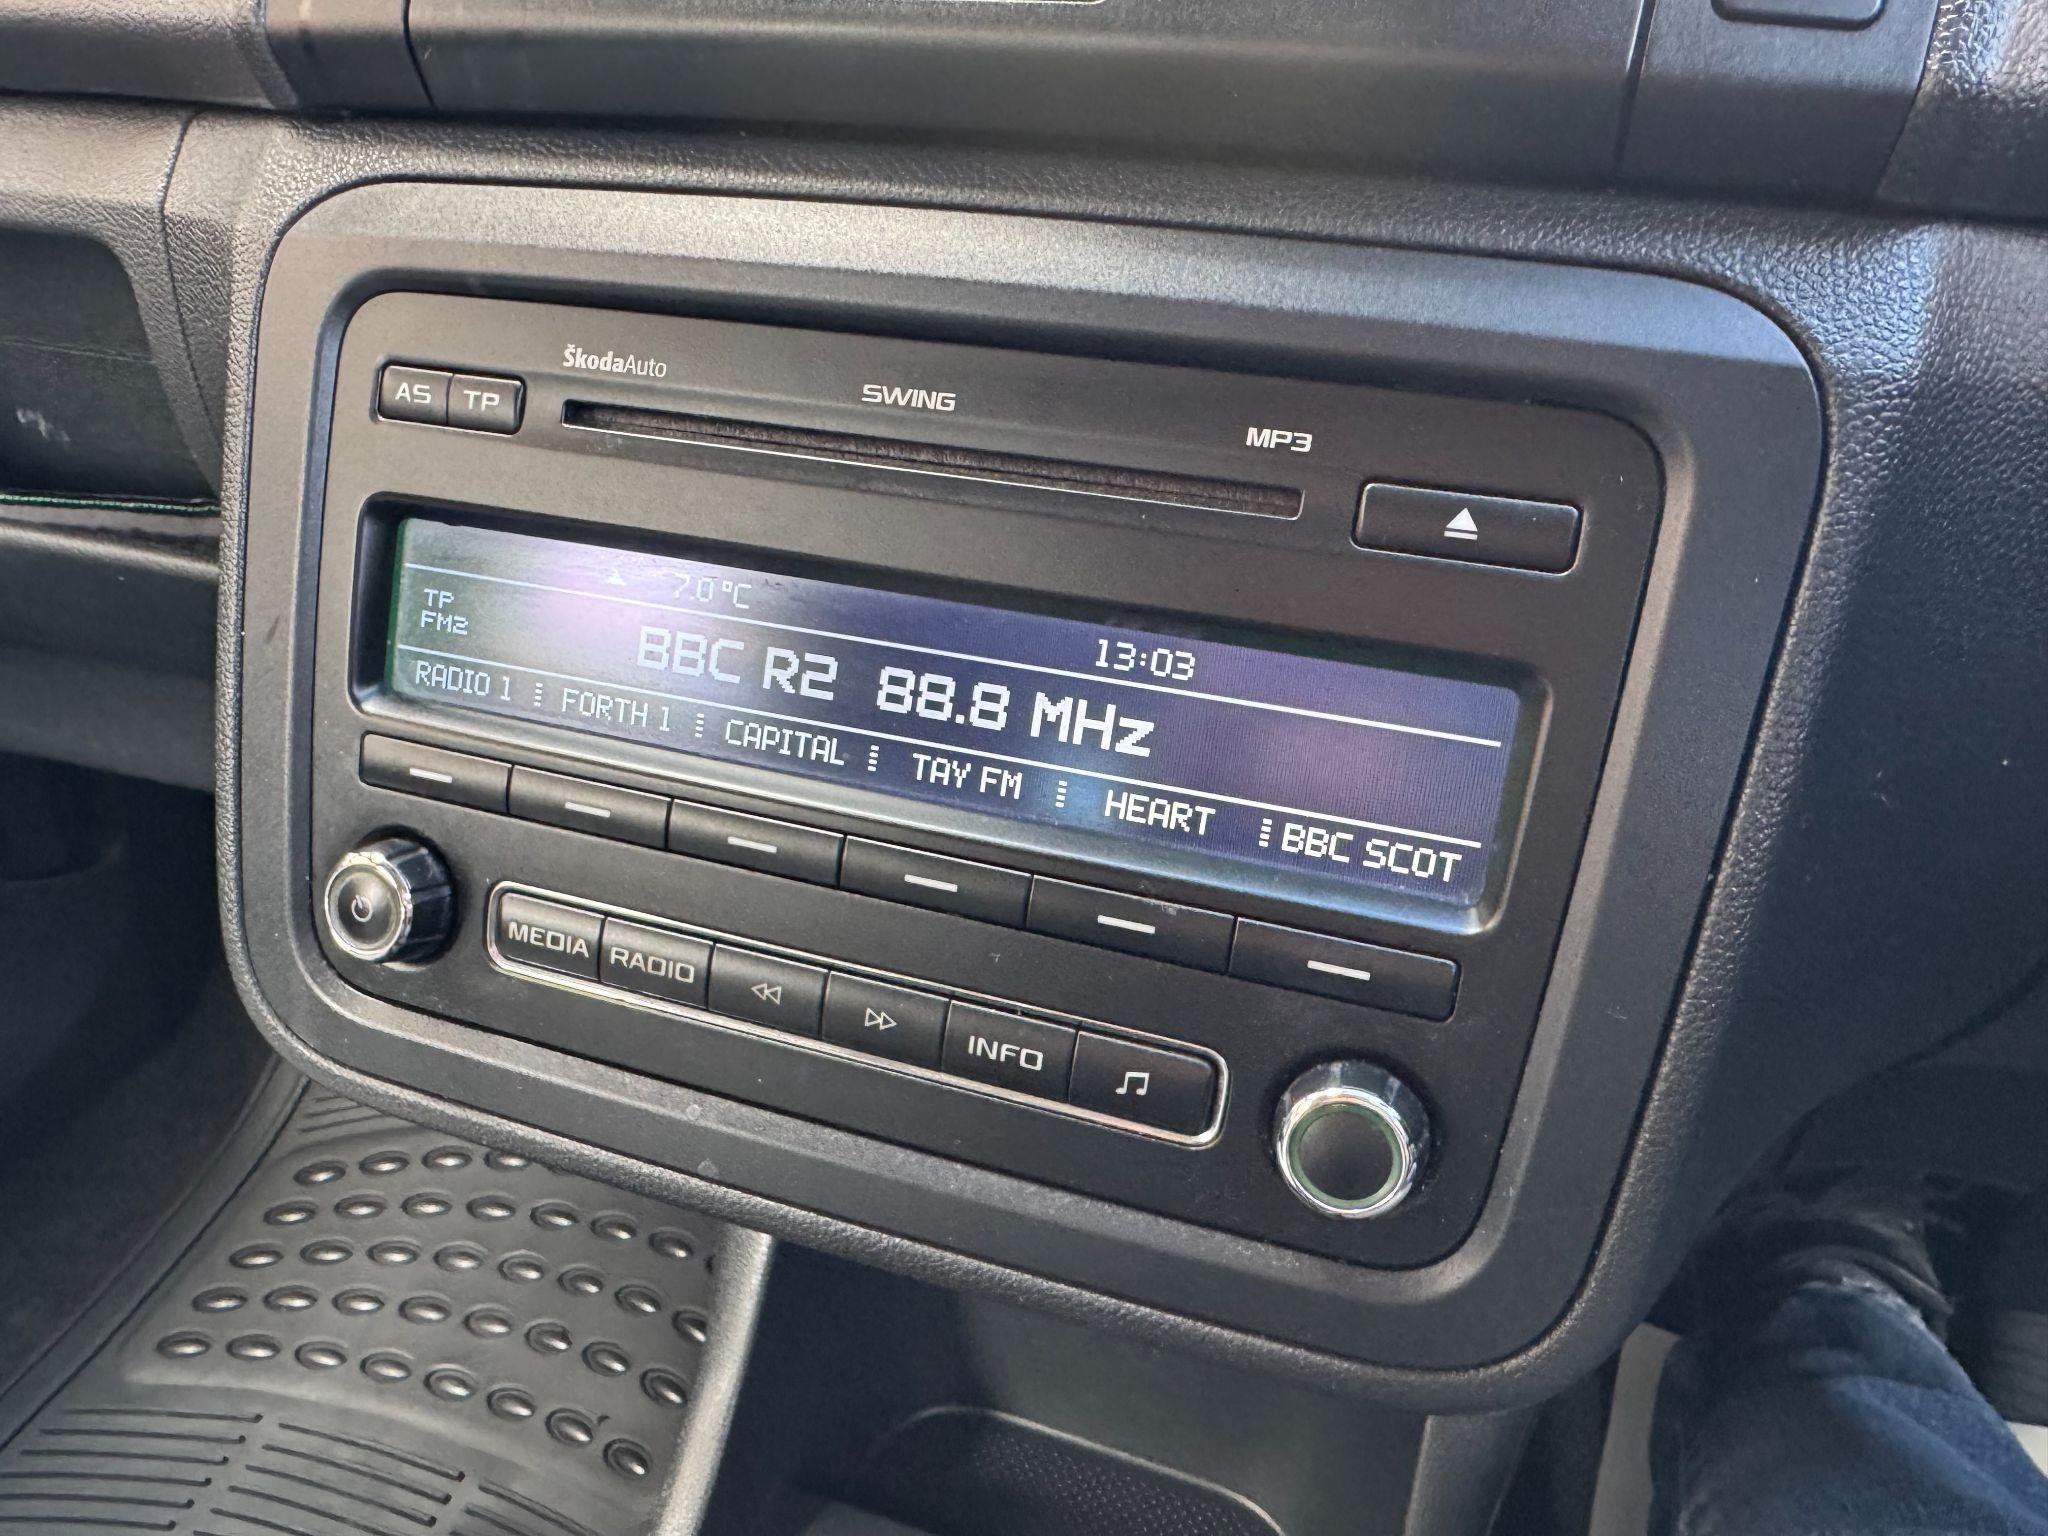 ŠkodaAuto
AS TP
SWING
MP3
7.0°C 13:03
TP
FM2
BBC R2 88.8 MHz
RADIO 1 FORTH 1 CAPITAL TAY FM HEART BBC SCOT
MEDIA RADIO INFO